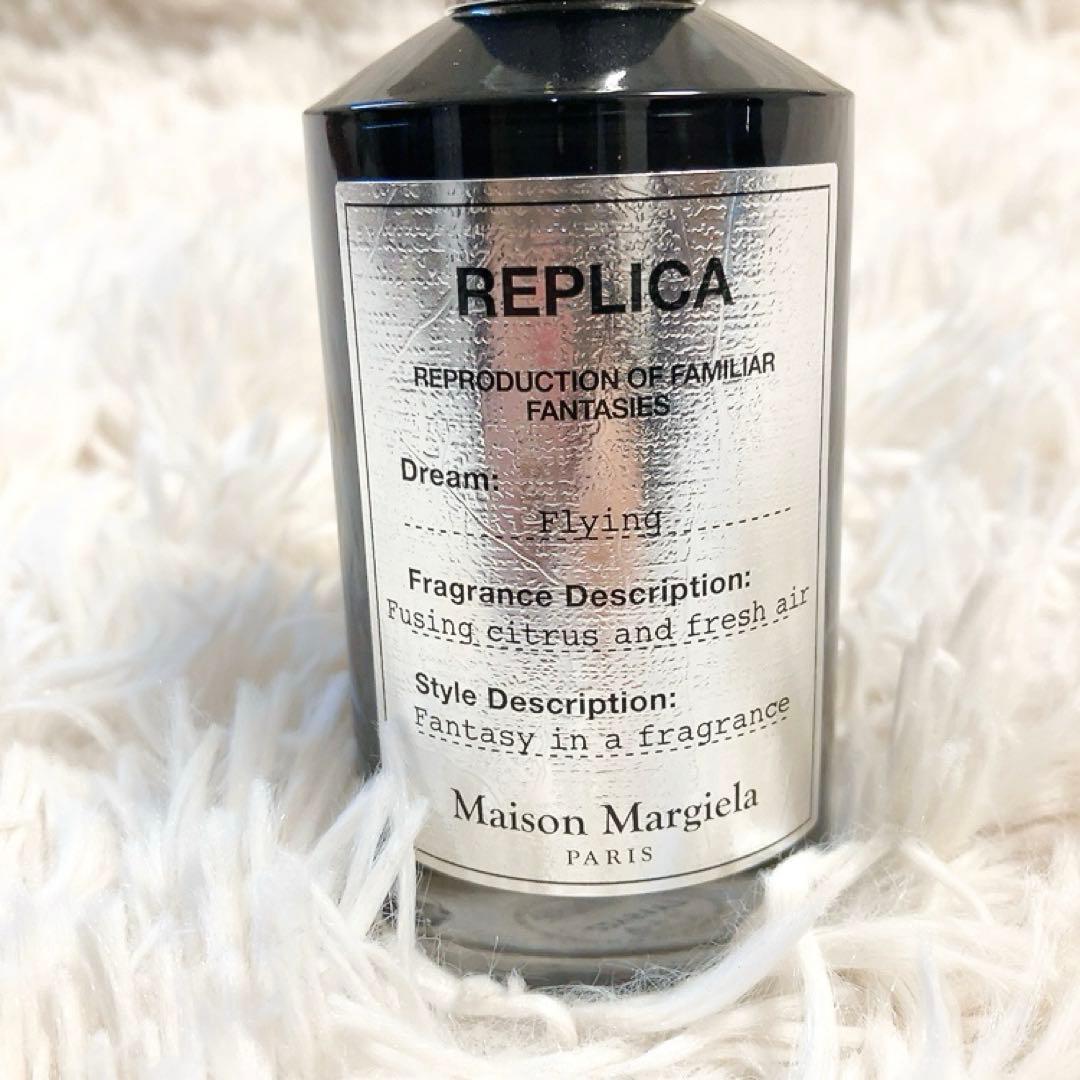 REPLICA
REPRODUCTION OF FAMILIAR
FANTASIES
Dream:
Flying
Fragrance Description:
Fusing citrus and fresh air
Style Description:
Fantasy in a fragrance
Maison Margiela
PARIS